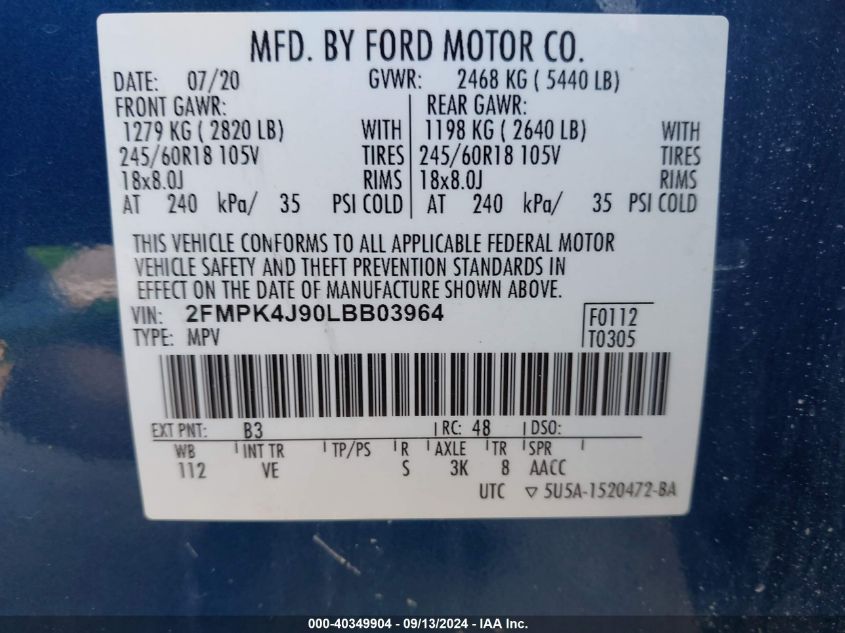 MFD. BY FORD MOTOR CO.
DATE: 07/20 GVWR: 2468 KG ( 5440 LB)
FRONT GAWR: REAR GAWR:
1279 KG ( 2820 LB) WITH 1198 KG ( 2640 LB) WITH
245/60R18 105V TIRES 245/60R18 105V TIRES
18x8.0J RIMS 18x8.0J RIMS
AT 240 kPa/ 35 PSI COLD AT 240 kPa/ 35 PSI COLD
THIS VEHICLE CONFORMS TO ALL APPLICABLE FEDERAL MOTOR
VEHICLE SAFETY AND THEFT PREVENTION STANDARDS IN
EFFECT ON THE DATE OF MANUFACTURE SHOWN ABOVE.
VIN: 2FMPK4J90LBB03964 F0112
TYPE: MPV T0305
EXT PNT: B3 RC: 48 DSO:
WB INT TR TP/PS R AXLE TR SPR
112 VE S 3K 8 AACC
UTC ▽ 5U5A-1520472-BA
000-40349904 - 09/13/2024 - IAAI Inc.